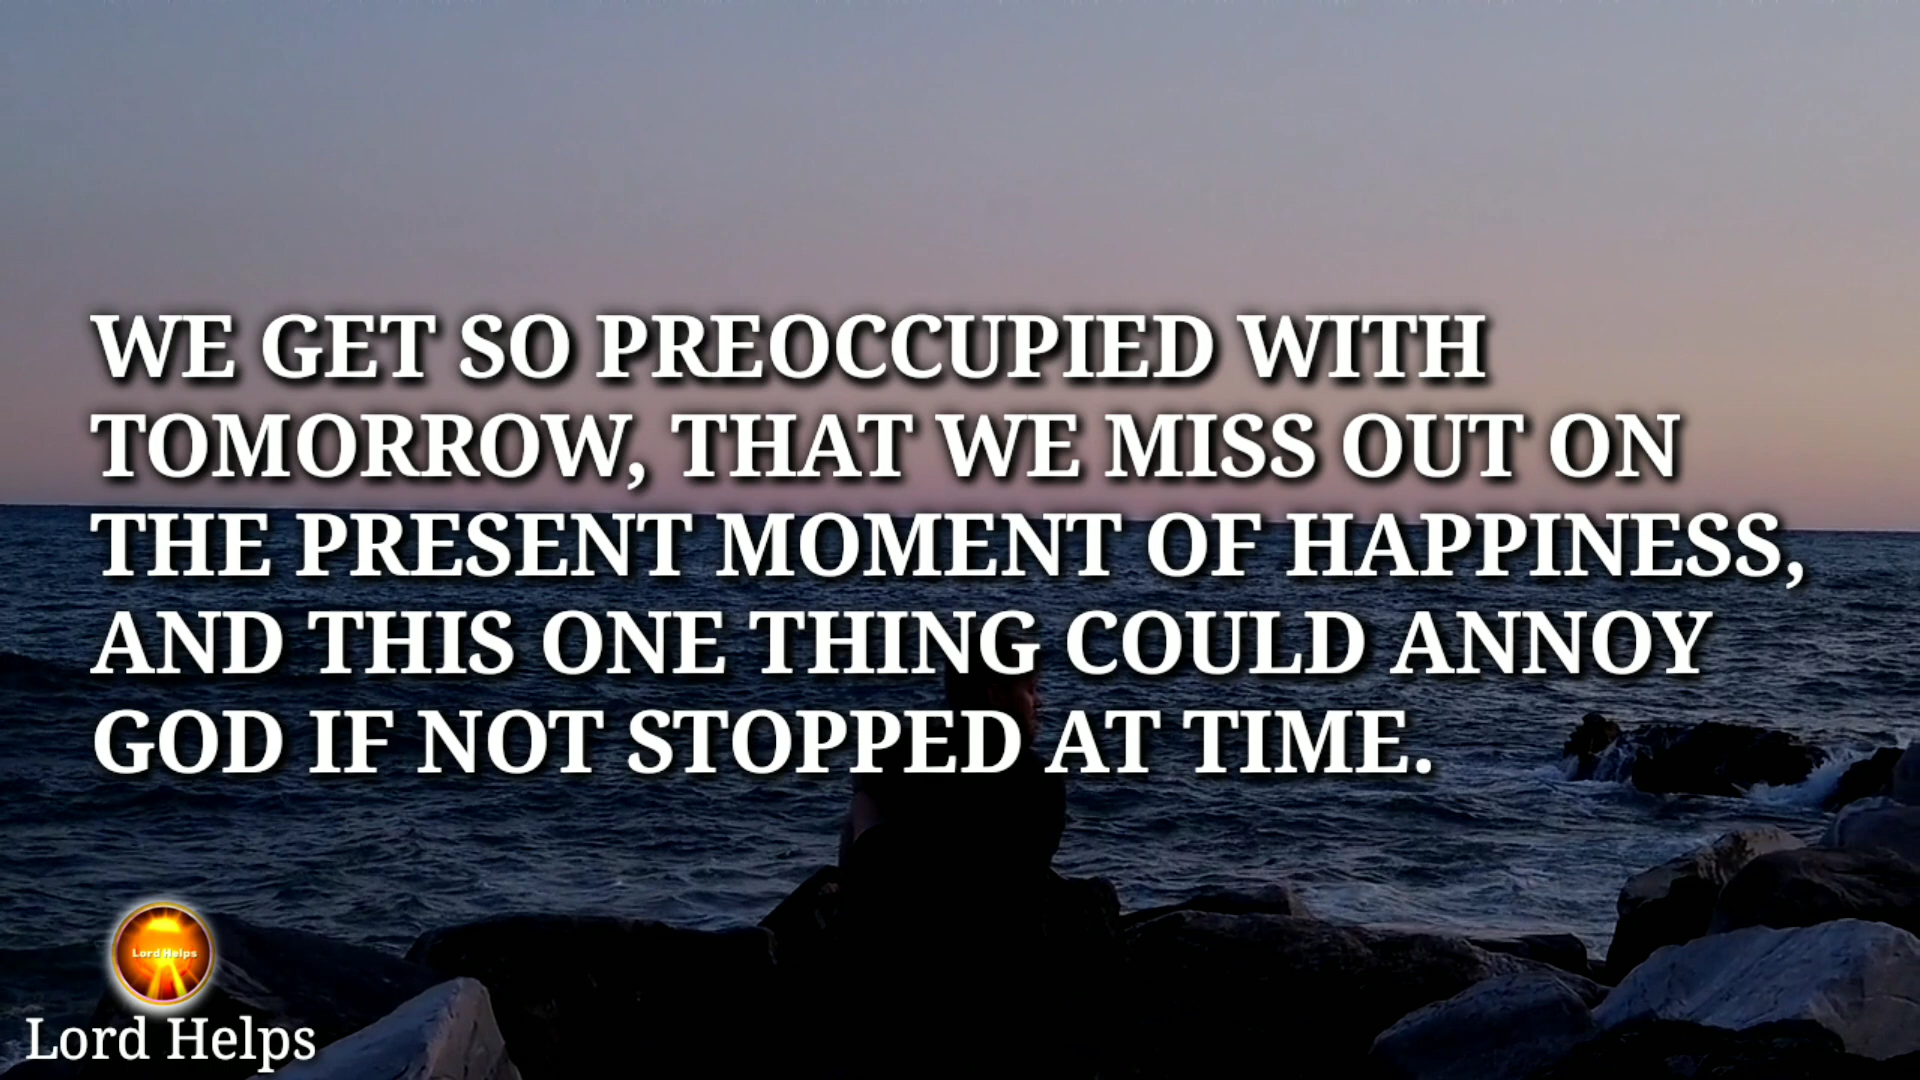 WE GET SO PREOCCUPIED WITH
TOMORROW, THAT WE MISS OUT ON
THE PRESENT MOMENT OF HAPPINESS,
AND THIS ONE THING COULD ANNOY
GOD IF NOT STOPPED AT TIME.
Lord Helps
Lord Helps